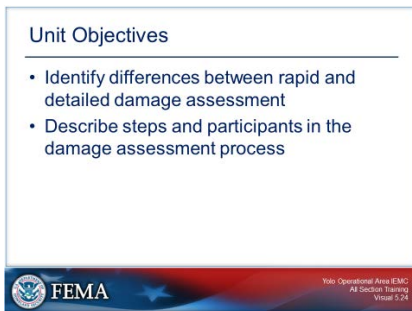 Unit Objectives
• Identify differences between rapid and
detailed damage assessment
• Describe steps and participants in the
damage assessment process
FEMA
Yolo Operational Area IEMC
All Section Training
Visual 5.24